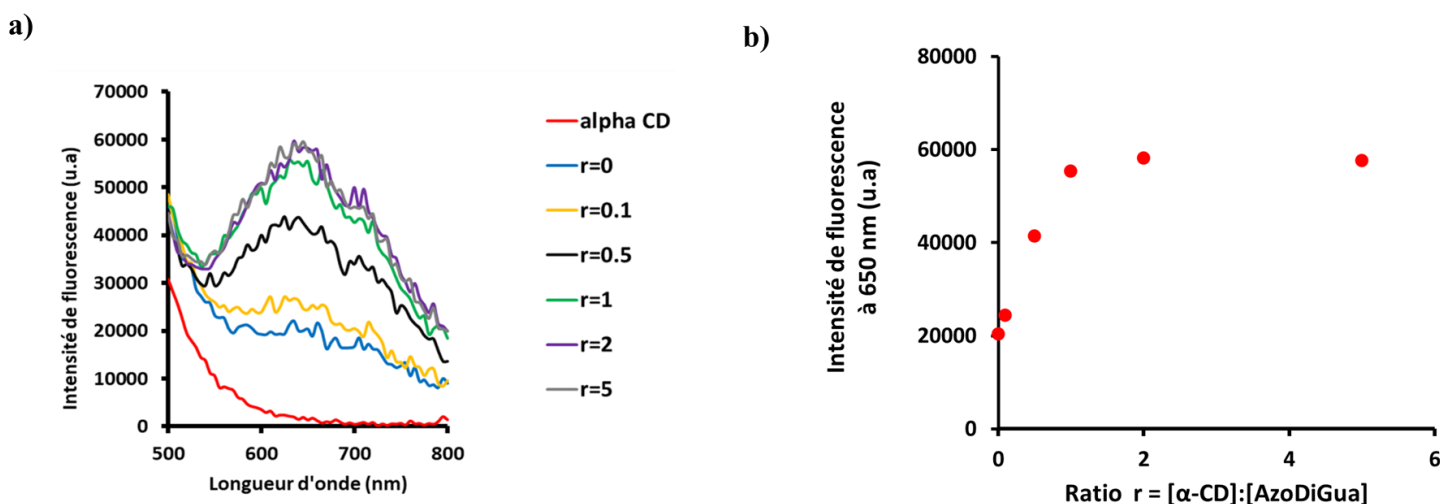 a)
70000
60000
50000
40000
30000
20000
10000
0
500
600
700
800
Intensité de fluorescence (u.a)
Longueur d'onde (nm)
alpha CD
r=0
r=0.1
r=0.5
r=1
r=2
r=5
b)
80000
60000
40000
20000
0
0
2
4
6
Intensité de fluorescence
à 650 nm (u.a)
Ratio r = [α-CD]:[AzoDiGua]